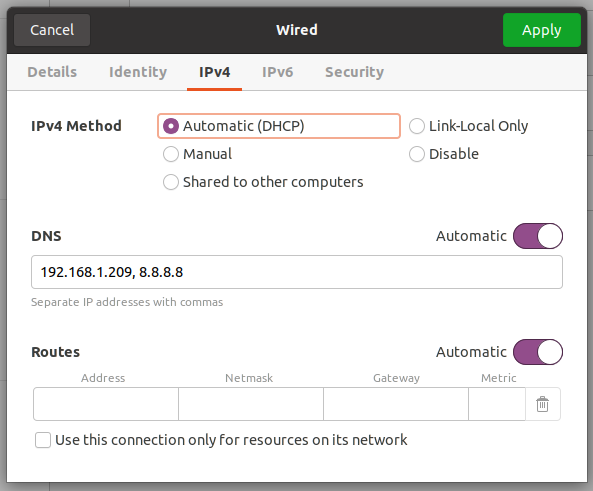 Cancel Wired Apply
Details Identity IPv4 IPv6 Security
IPv4 Method Automatic (DHCP) Link-Local Only
Manual Disable
Shared to other computers
DNS Automatic
192.168.1.209, 8.8.8.8
Separate IP addresses with commas
Routes Automatic
Address Netmask Gateway Metric
Use this connection only for resources on its network